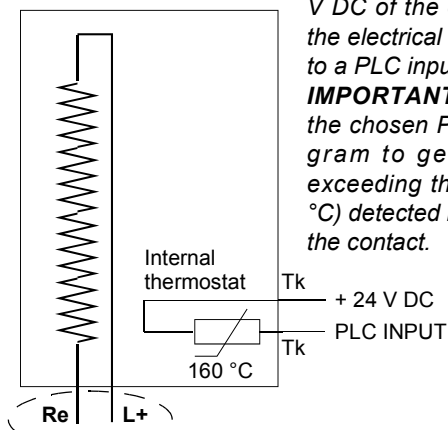 V DC of the
the electrical
to a PLC inpu
IMPORTANT
the chosen P
gram to ge
exceeding th
°C) detected
the contact.
Internal
thermostat
Tk
+ 24 V DC
PLC INPUT
Tk
160 °C
Re L+